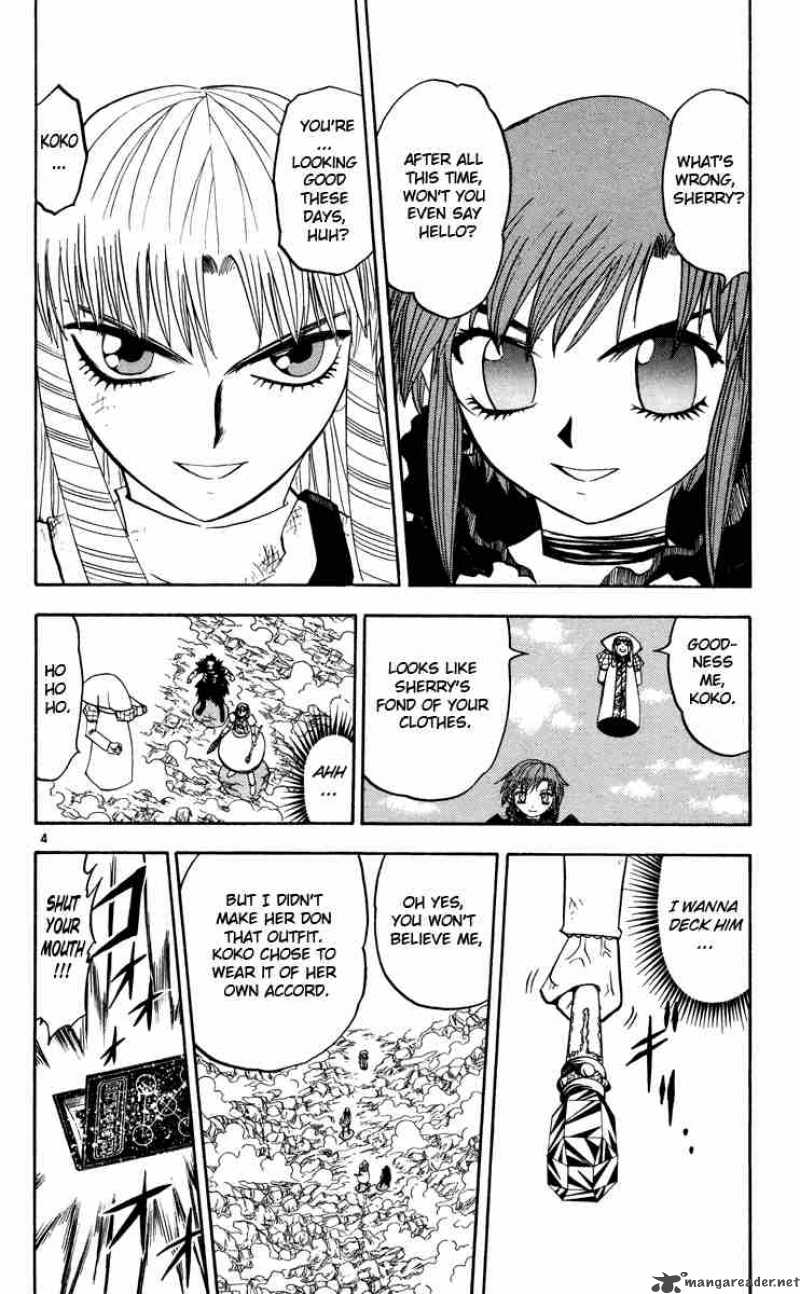 WHAT'S
WRONG,
SHERRY?
AFTER ALL
THIS TIME,
WON'T YOU
EVEN SAY
HELLO?
YOU'RE
...
LOOKING
GOOD
THESE
DAYS,
HUH?
KOKO
...
GOOD-
NESS
ME,
KOKO.
LOOKS LIKE
SHERRY'S
FOND OF YOUR
CLOTHES.
AHH
...
HO
HO
HO.
4
I WANNA
DECK HIM
...
OH YES,
YOU WON'T
BELIEVE ME,
BUT I DIDN'T
MAKE HER DON
THAT OUTFIT.
KOKO CHOSE TO
WEAR IT OF HER
OWN ACCORD.
SHUT
YOUR
MOUTH
!!!
mangareader.net